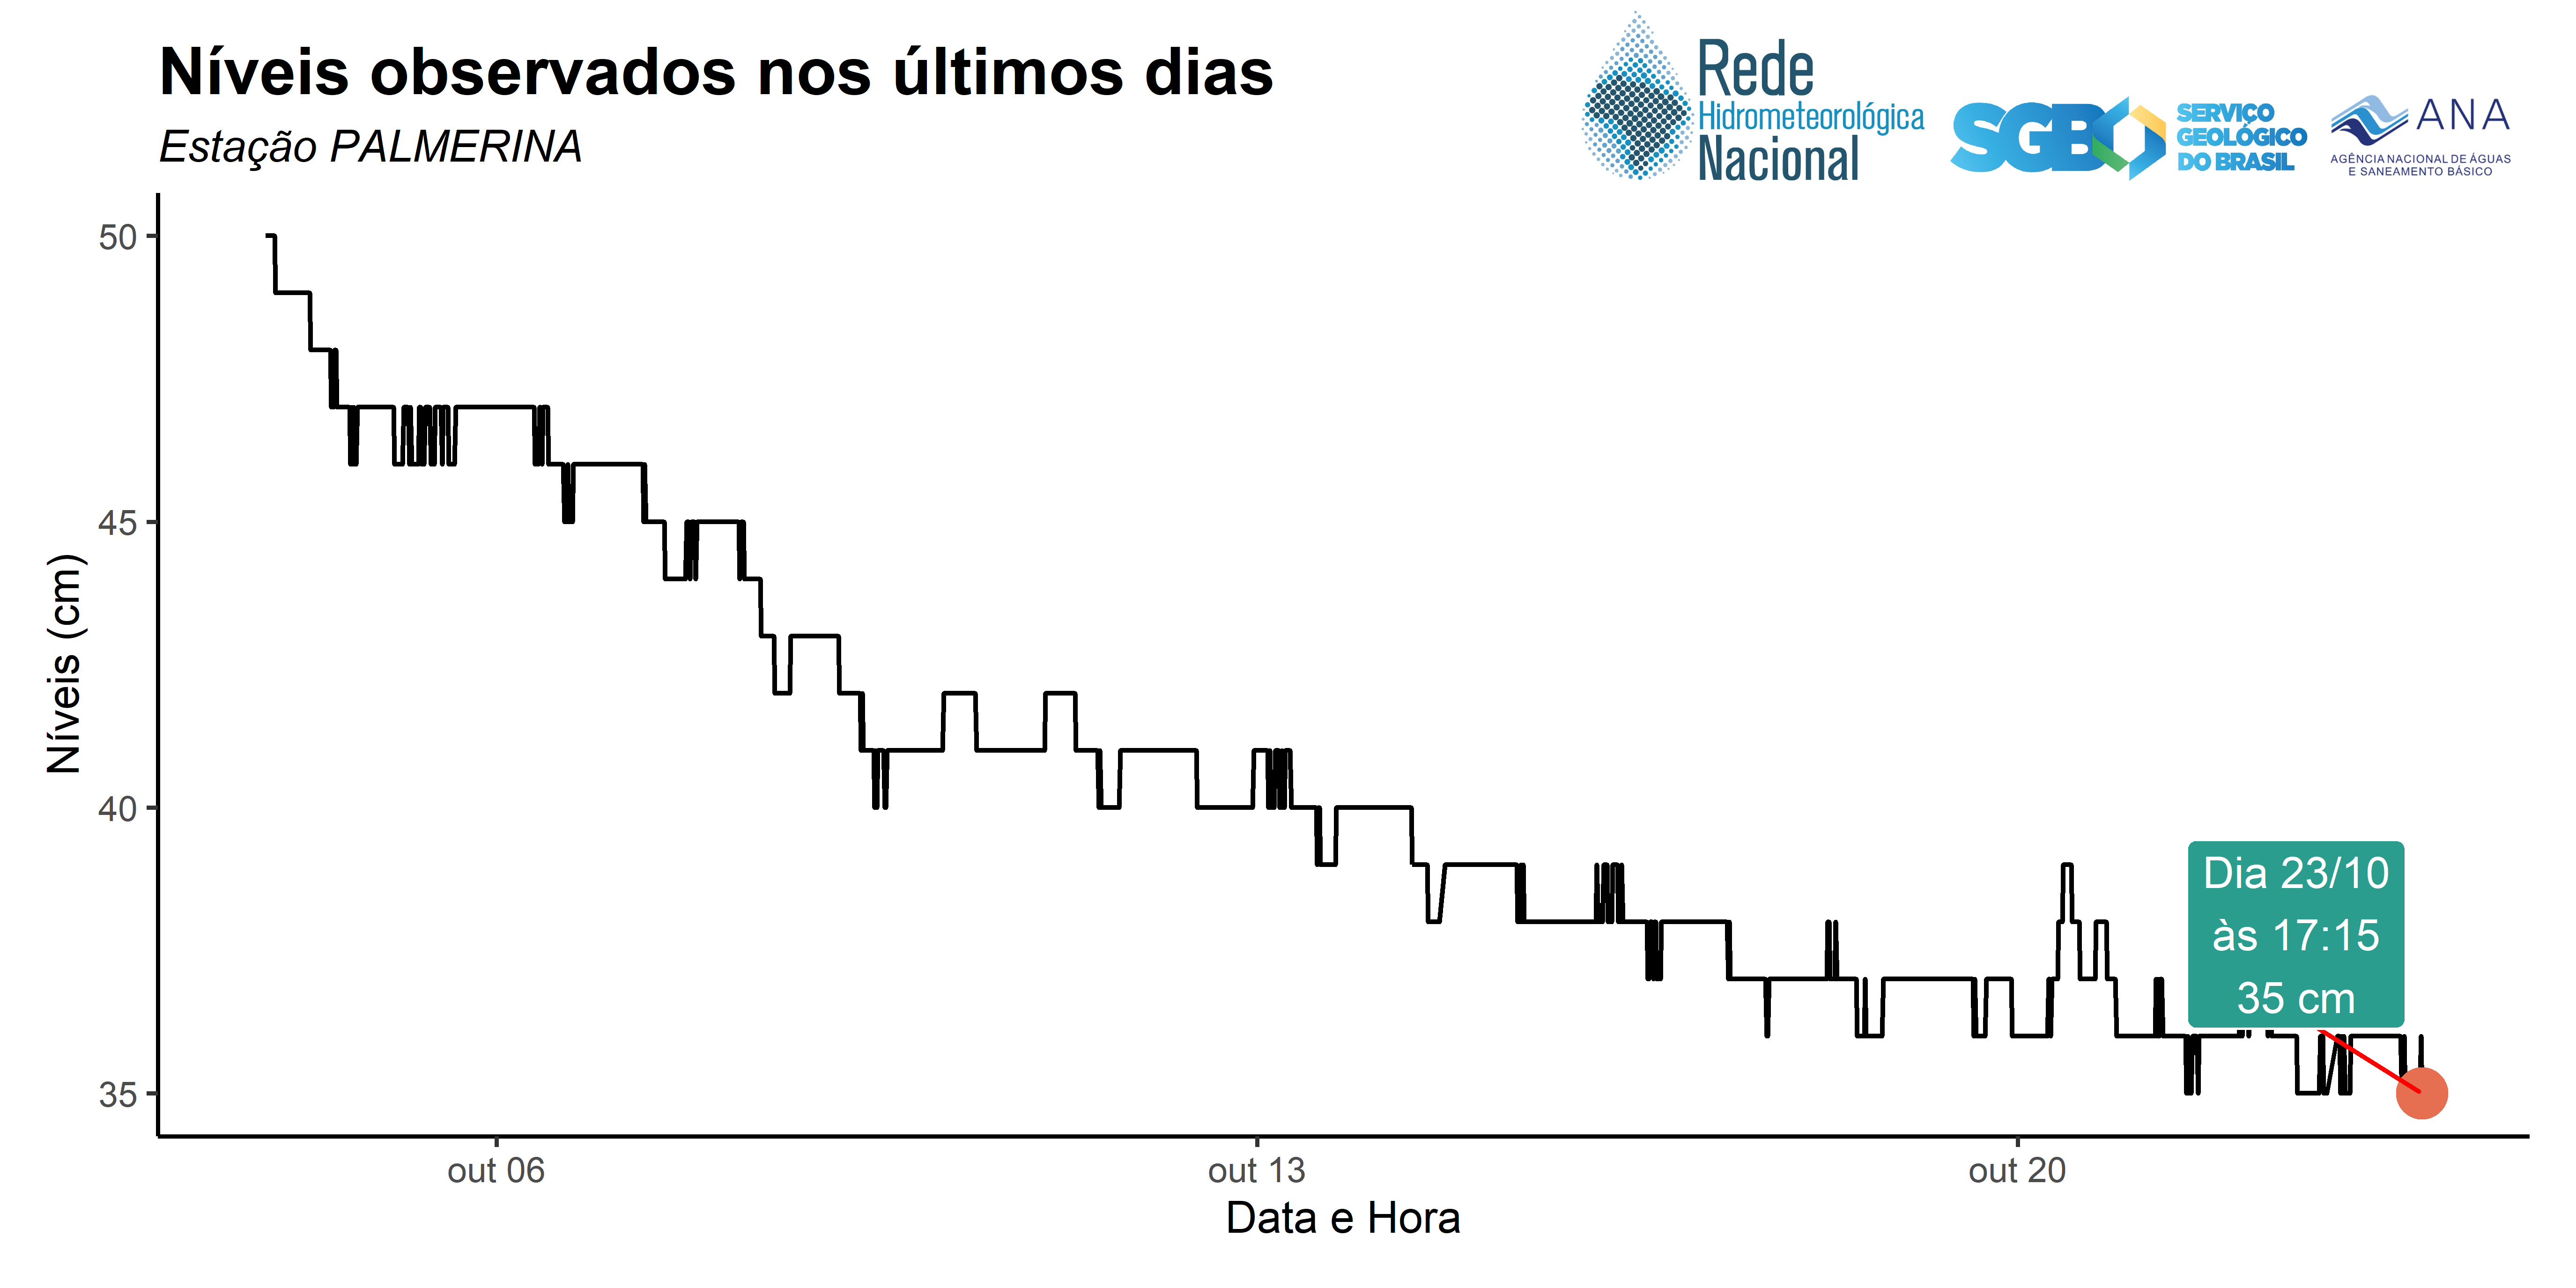 Níveis observados nos últimos dias
Estação PALMERINA
Rede
Hidrometeorológica
Nacional
SGB
SERVIÇO
GEOLÓGICO
DO BRASIL
ANA
AGÊNCIA NACIONAL DE ÁGUAS
E SANEAMENTO BÁSICO
Níveis (cm)
50
45
40
35
Dia 23/10
às 17:15
35 cm
out 06
out 13
out 20
Data e Hora